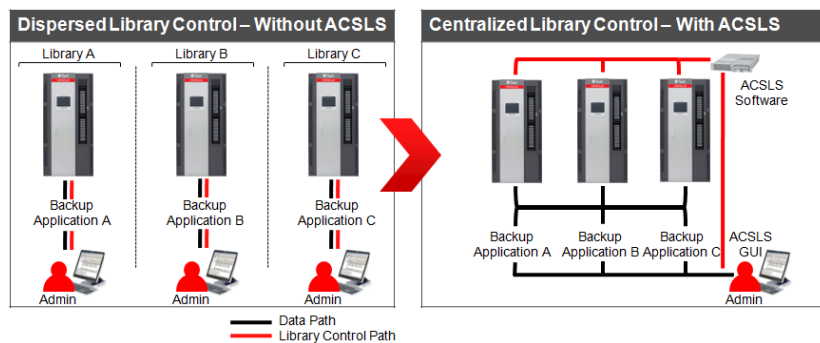 Dispersed Library Control – Without ACSLS
Library A
Library B
Library C
Backup
Application A
Backup
Application B
Backup
Application C
Admin
Admin
Admin
Centralized Library Control – With ACSLS
ACSLS
Software
Backup
Application A
Backup
Application B
Backup
Application C
ACSLS
GUI
Admin
Data Path
Library Control Path